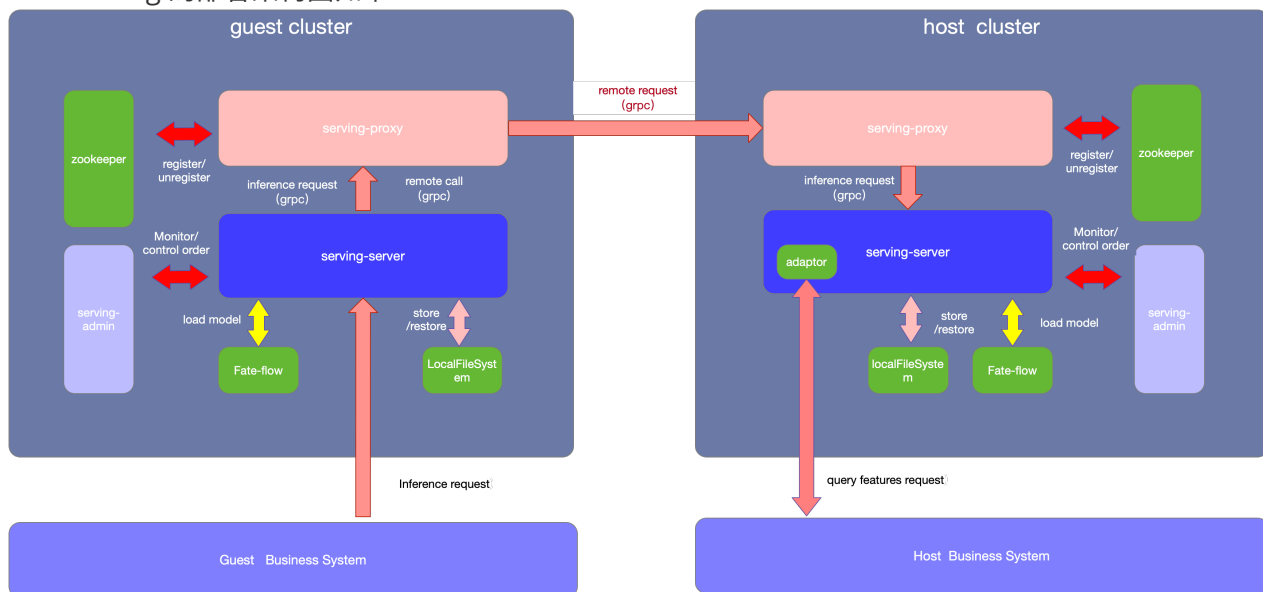 guest cluster
host cluster
remote request
(grpc)
serving-proxy
serving-proxy
zookeeper
register/
unregister
inference request
(grpc)
remote call
(grpc)
inference request
(grpc)
register/
unregister
zookeeper
Monitor/
control order
serving-server
adaptor
serving-server
Monitor/
control order
serving-
admin
load model
store
/restore
Fate-flow
LocalFileSyst
em
store
/restore
load model
localFileSyste
m
Fate-flow
serving-
admin
Inference request
query features request
Guest Business System
Host Business System